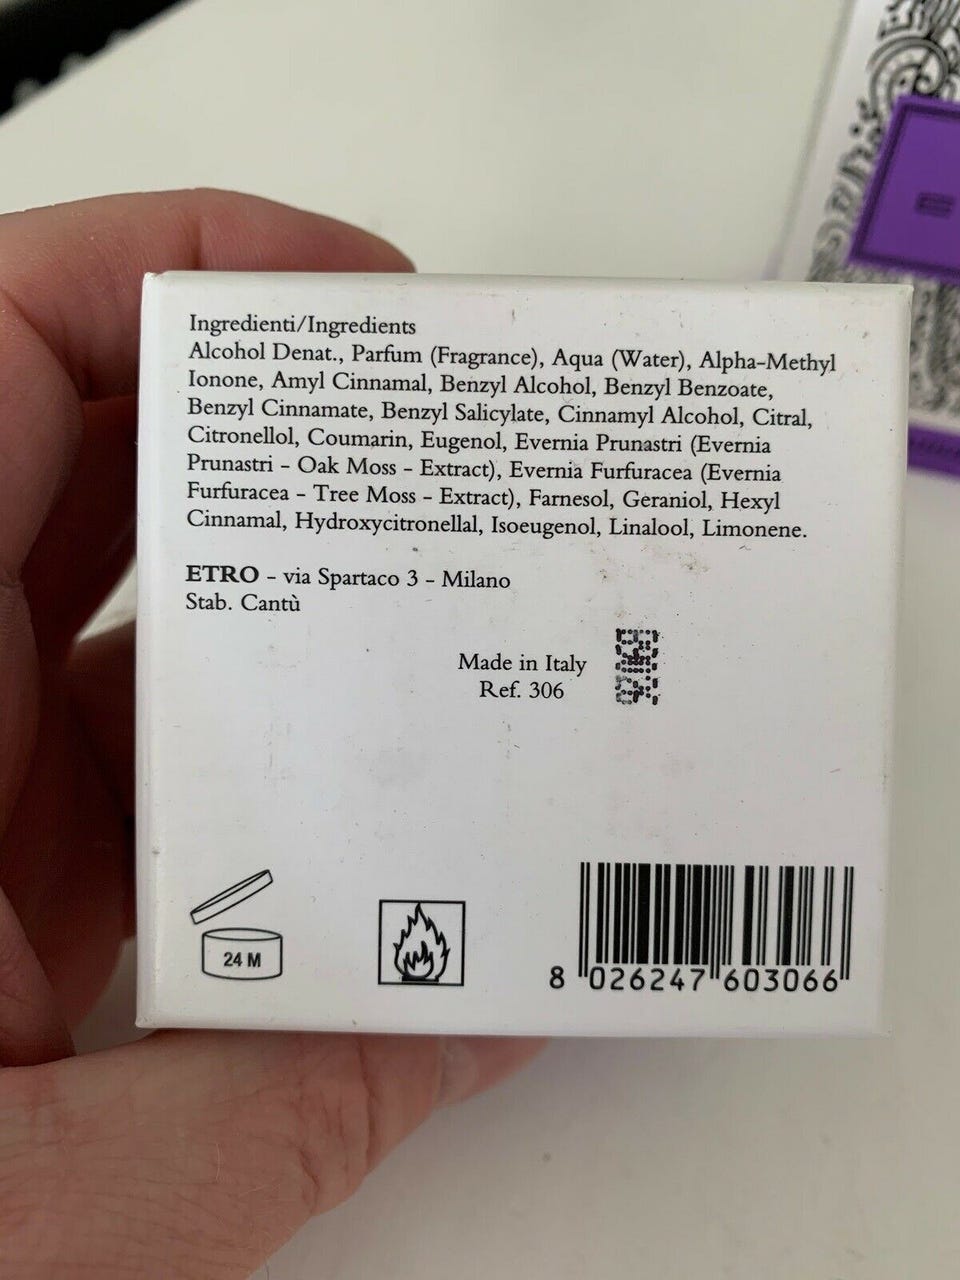 Ingredienti/Ingredients
Alcohol Denat., Parfum (Fragrance), Aqua (Water), Alpha-Methyl
Ionone, Amyl Cinnamal, Benzyl Alcohol, Benzyl Benzoate,
Benzyl Cinnamate, Benzyl Salicylate, Cinnamyl Alcohol, Citral,
Citronellol, Coumarin, Eugenol, Evernia Prunastri (Evernia
Prunastri - Oak Moss - Extract), Evernia Furfuracea (Evernia
Furfuracea - Tree Moss - Extract), Farnesol, Geraniol, Hexyl
Cinnamal, Hydroxycitronellal, Isoeugenol, Linalool, Limonene.
ETRO - via Spartaco 3 - Milano
Stab. Cantù
Made in Italy
Ref. 306
24 M
8 026247 603066